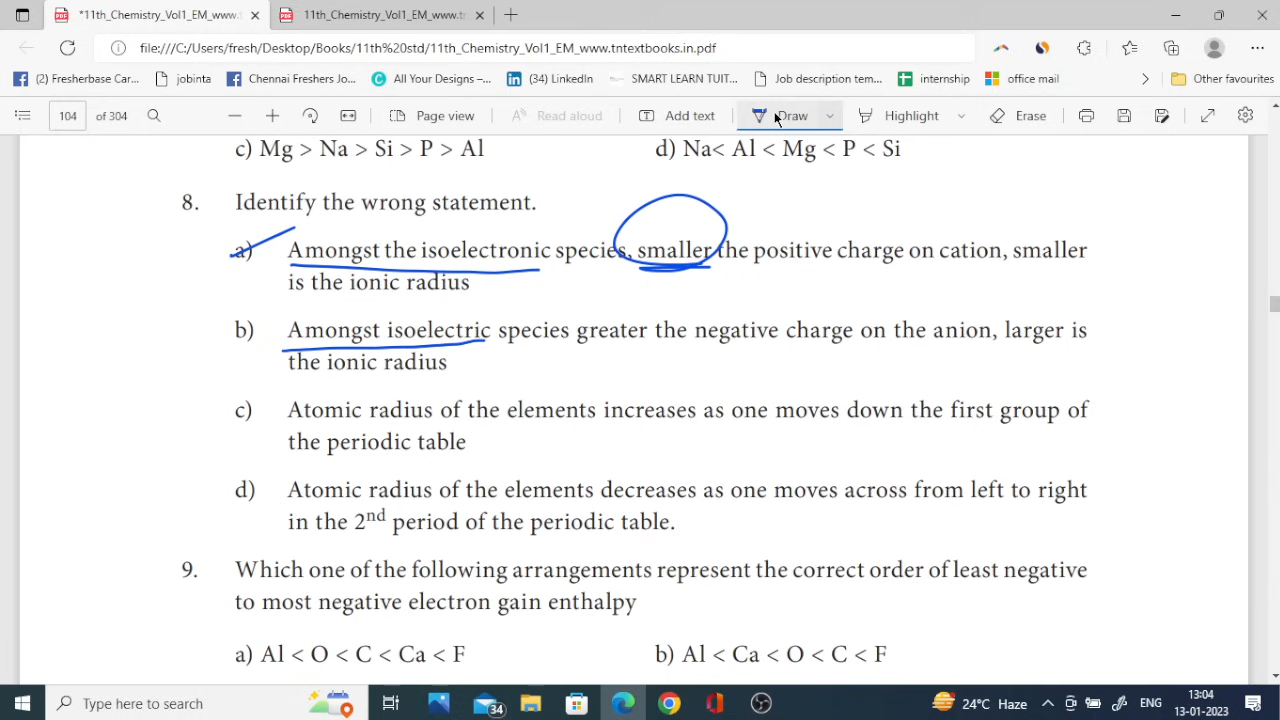 *11th_Chemistry_Vol1_EM_www.
11th_Chemistry_Vol1_EM_www.tr
file:///C:/Users/fresh/Desktop/Books/11th%20std/11th_Chemistry_Vol1_EM_www.tntextbooks.in.pdf
(2) Fresherbase Car... jobinta Chennai Freshers Jo... All Your Designs –... (34) LinkedIn SMART LEARN TUIT... Job description tem... internship office mail Other favourites
104 of 304 Page view Read aloud Add text Draw Highlight Erase
c) Mg > Na > Si > P > Al
d) Na< Al < Mg < P < Si
8. Identify the wrong statement.
a) Amongst the isoelectronic species, smaller the positive charge on cation, smaller
is the ionic radius
b) Amongst isoelectric species greater the negative charge on the anion, larger is
the ionic radius
c) Atomic radius of the elements increases as one moves down the first group of
the periodic table
d) Atomic radius of the elements decreases as one moves across from left to right
in the 2nd period of the periodic table.
9. Which one of the following arrangements represent the correct order of least negative
to most negative electron gain enthalpy
a) Al < O < C < Ca < F
b) Al < Ca < O < C < F
Type here to search
34
24°C Haze
ENG
13:04
13-01-2023